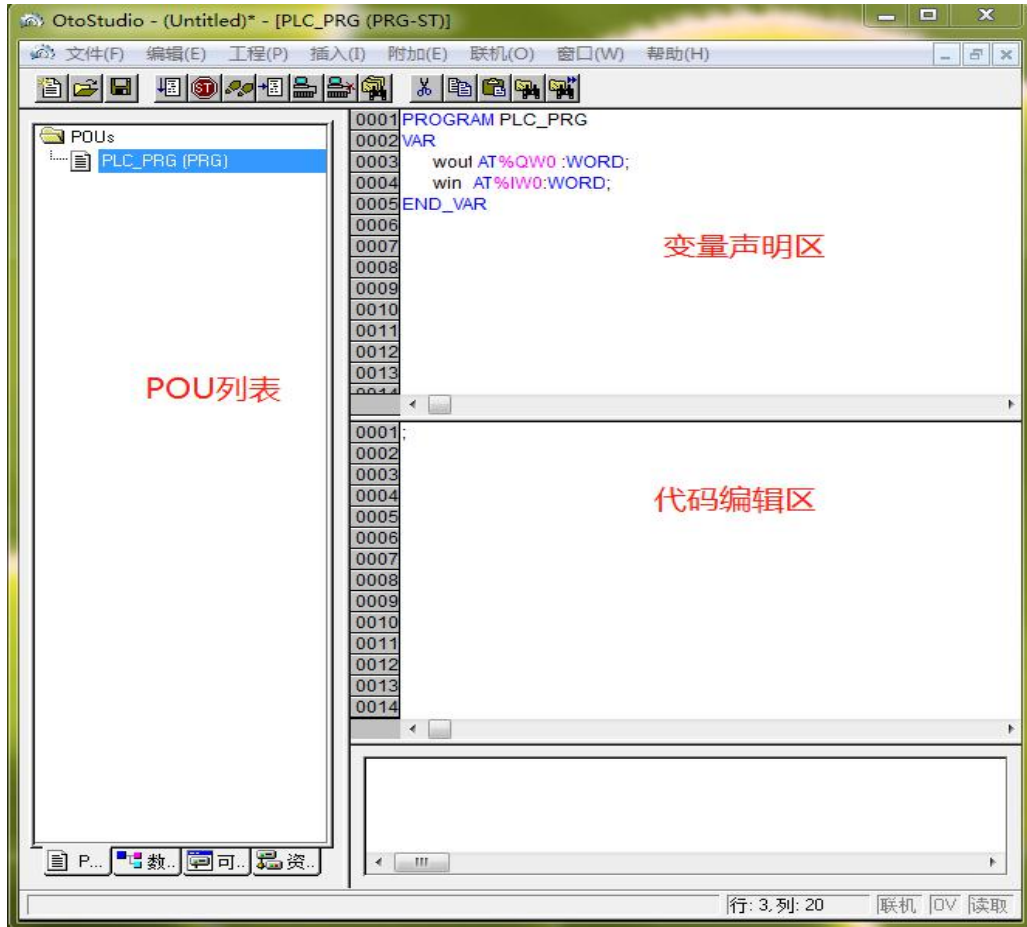 OtoStudio - (Untitled)* - [PLC_PRG (PRG-ST)]
文件(F) 编辑(E) 工程(P) 插入(I) 附加(E) 联机(O) 窗口(W) 帮助(H)
POUs
PLC_PRG (PRG)
POU列表
0001 PROGRAM PLC_PRG
0002 VAR
0003 wout AT%QW0 :WORD;
0004 win AT%IW0:WORD;
0005 END_VAR
0006
0007
0008
0009
0010
0011
0012
0013
0014
变量声明区
0001 ;
0002
0003
0004
0005
0006
0007
0008
0009
0010
0011
0012
0013
0014
代码编辑区
P... 数.. 可.. 资..
行: 3,列: 20 联机 OV 读取